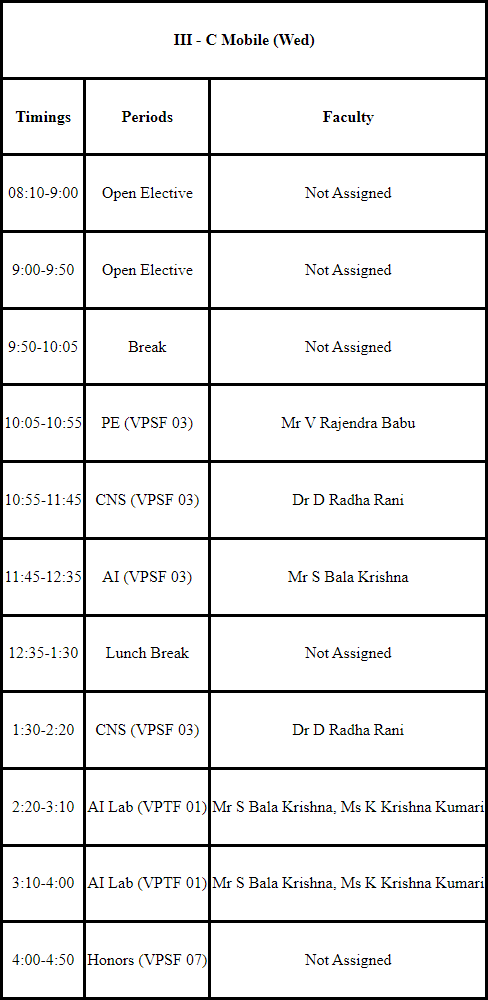 III - C Mobile (Wed)
Timings Periods Faculty
08:10-9:00 Open Elective Not Assigned
9:00-9:50 Open Elective Not Assigned
9:50-10:05 Break Not Assigned
10:05-10:55 PE (VPSF 03) Mr V Rajendra Babu
10:55-11:45 CNS (VPSF 03) Dr D Radha Rani
11:45-12:35 AI (VPSF 03) Mr S Bala Krishna
12:35-1:30 Lunch Break Not Assigned
1:30-2:20 CNS (VPSF 03) Dr D Radha Rani
2:20-3:10 AI Lab (VPTF 01) Mr S Bala Krishna, Ms K Krishna Kumari
3:10-4:00 AI Lab (VPTF 01) Mr S Bala Krishna, Ms K Krishna Kumari
4:00-4:50 Honors (VPSF 07) Not Assigned